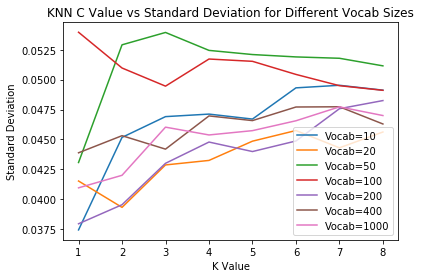 KNN C Value vs Standard Deviation for Different Vocab Sizes
Standard Deviation
0.0525
0.0500
0.0475
0.0450
0.0425
0.0400
0.0375
Vocab=10
Vocab=20
Vocab=50
Vocab=100
Vocab=200
Vocab=400
Vocab=1000
1 2 3 4 5 6 7 8
K Value